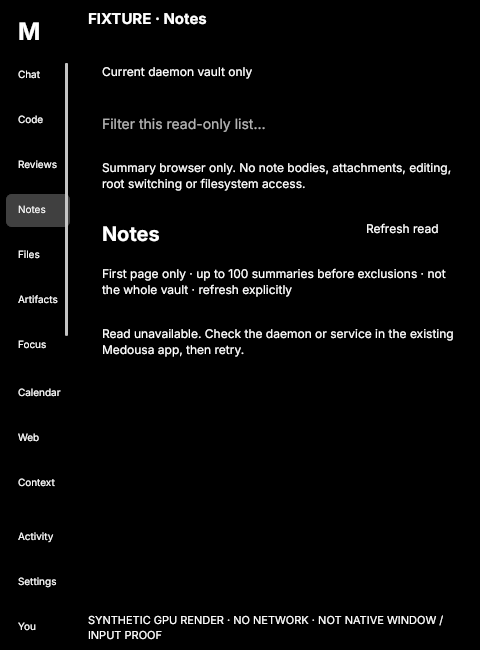 M
Chat
Code
Reviews
Notes
Files
Artifacts
Focus
Calendar
Web
Context
Activity
Settings
You
FIXTURE · Notes
Current daemon vault only
Filter this read-only list...
Summary browser only. No note bodies, attachments, editing,
root switching or filesystem access.
Notes
Refresh read
First page only · up to 100 summaries before exclusions · not
the whole vault · refresh explicitly
Read unavailable. Check the daemon or service in the existing
Medousa app, then retry.
SYNTHETIC GPU RENDER · NO NETWORK · NOT NATIVE WINDOW /
INPUT PROOF